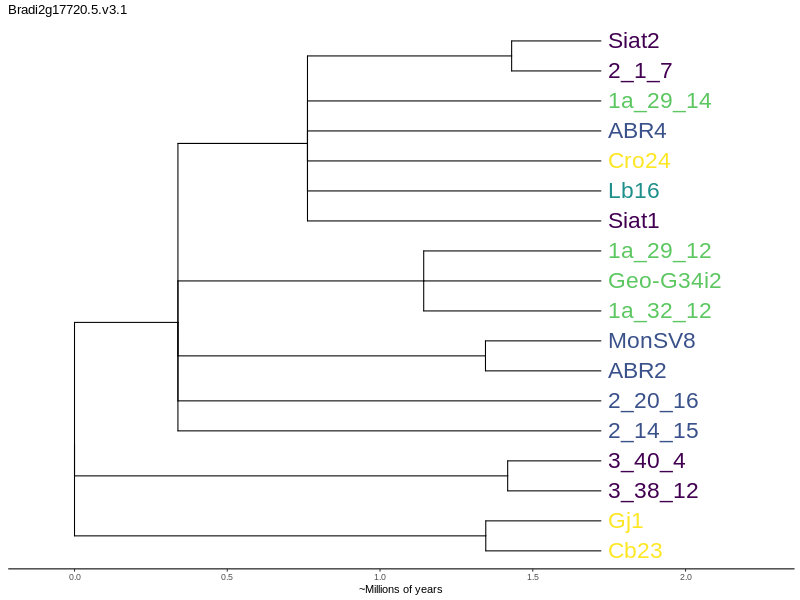 Bradi2g17720.5.v3.1
Siat2
2_1_7
1a_29_14
ABR4
Cro24
Lb16
Siat1
1a_29_12
Geo-G34i2
1a_32_12
MonSV8
ABR2
2_20_16
2_14_15
3_40_4
3_38_12
Gj1
Cb23
0.0 0.5 1.0 1.5 2.0
~Millions of years